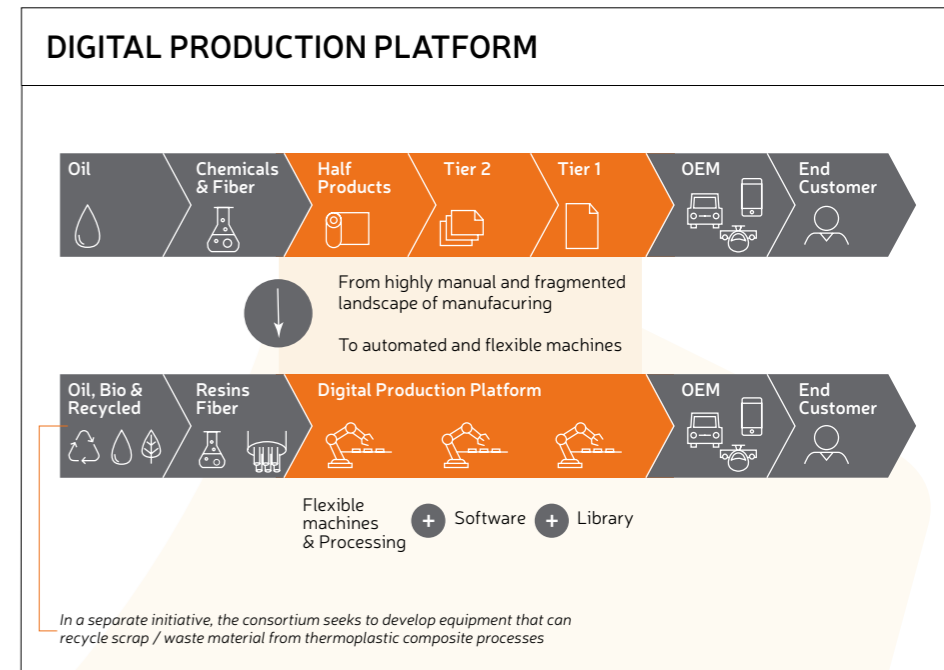 DIGITAL PRODUCTION PLATFORM
Oil
Chemicals
& Fiber
Half
Products
Tier 2
Tier 1
OEM
End
Customer
From highly manual and fragmented
landscape of manufacuring
To automated and flexible machines
Oil, Bio &
Recycled
Resins
Fiber
Digital Production Platform
OEM
End
Customer
Flexible
machines
& Processing
+
Software
+
Library
In a separate initiative, the consortium seeks to develop equipment that can
recycle scrap / waste material from thermoplastic composite processes